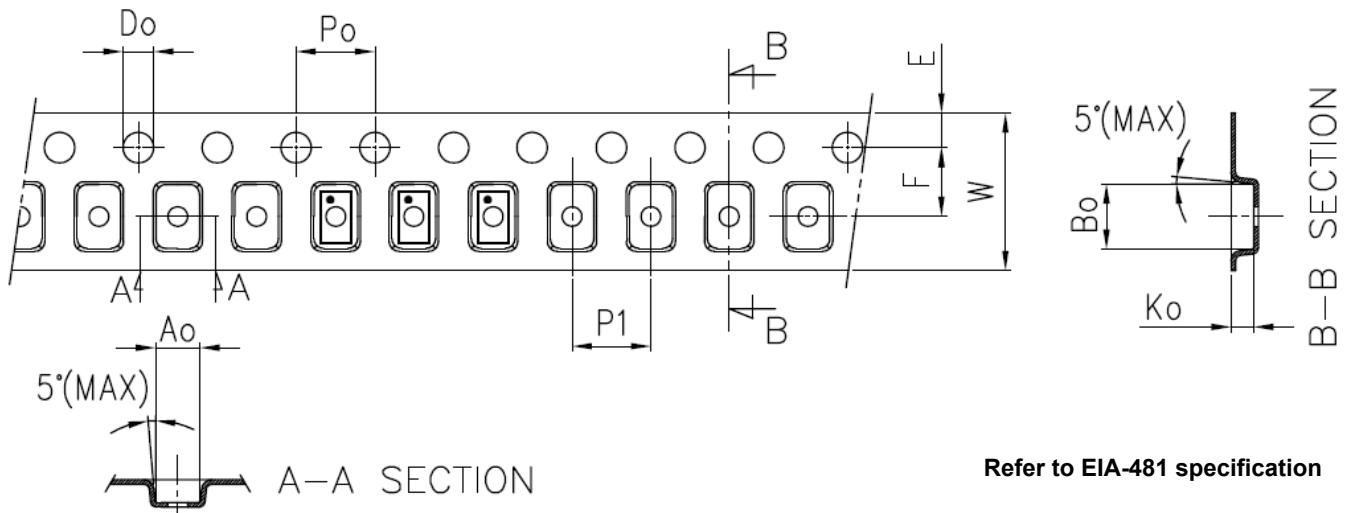 Do
Po
B
E
5°(MAX)
F
W
Bo
B-B SECTION
A
A
P1
B
Ko
Ao
5°(MAX)
A-A SECTION
Refer to EIA-481 specification